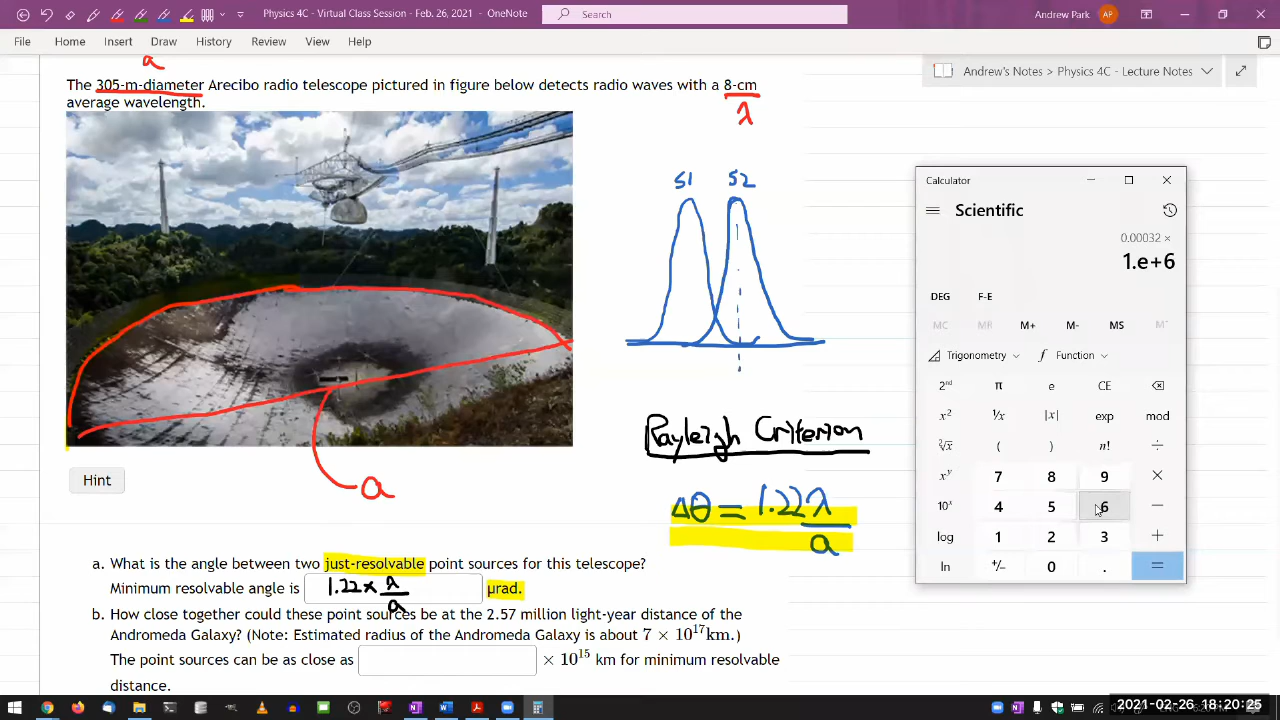 Physics 4C - Virtual Class Session - Feb. 26, 2021 - OneNote
Search
Andrew Park
AP
File
Home
Insert
Draw
History
Review
View
Help
a
Andrew's Notes > Physics 4C - Lecture Notes
The 305-m-diameter Arecibo radio telescope pictured in figure below detects radio waves with a 8-cm
average wavelength.
λ
S1
S2
a
Rayleigh Criterion
Δθ = 1.22 λ
a
Calculator
Scientific
0.00032 ×
1.e+6
DEG
F-E
MC
MR
M+
M-
MS
M˅
Trigonometry
Function
2ⁿᵈ
π
e
CE
x²
¹/x
|x|
exp
mod
²√x
(
)
n!
÷
xʸ
7
8
9
×
10ˣ
4
5
6
−
log
1
2
3
+
ln
+/−
0
.
=
Hint
a. What is the angle between two just-resolvable point sources for this telescope?
Minimum resolvable angle is 1.22 × λ/a μrad.
b. How close together could these point sources be at the 2.57 million light-year distance of the
Andromeda Galaxy? (Note: Estimated radius of the Andromeda Galaxy is about 7 × 10¹⁷km.)
The point sources can be as close as × 10¹⁵ km for minimum resolvable
distance.
2021-02-26 18:20:25